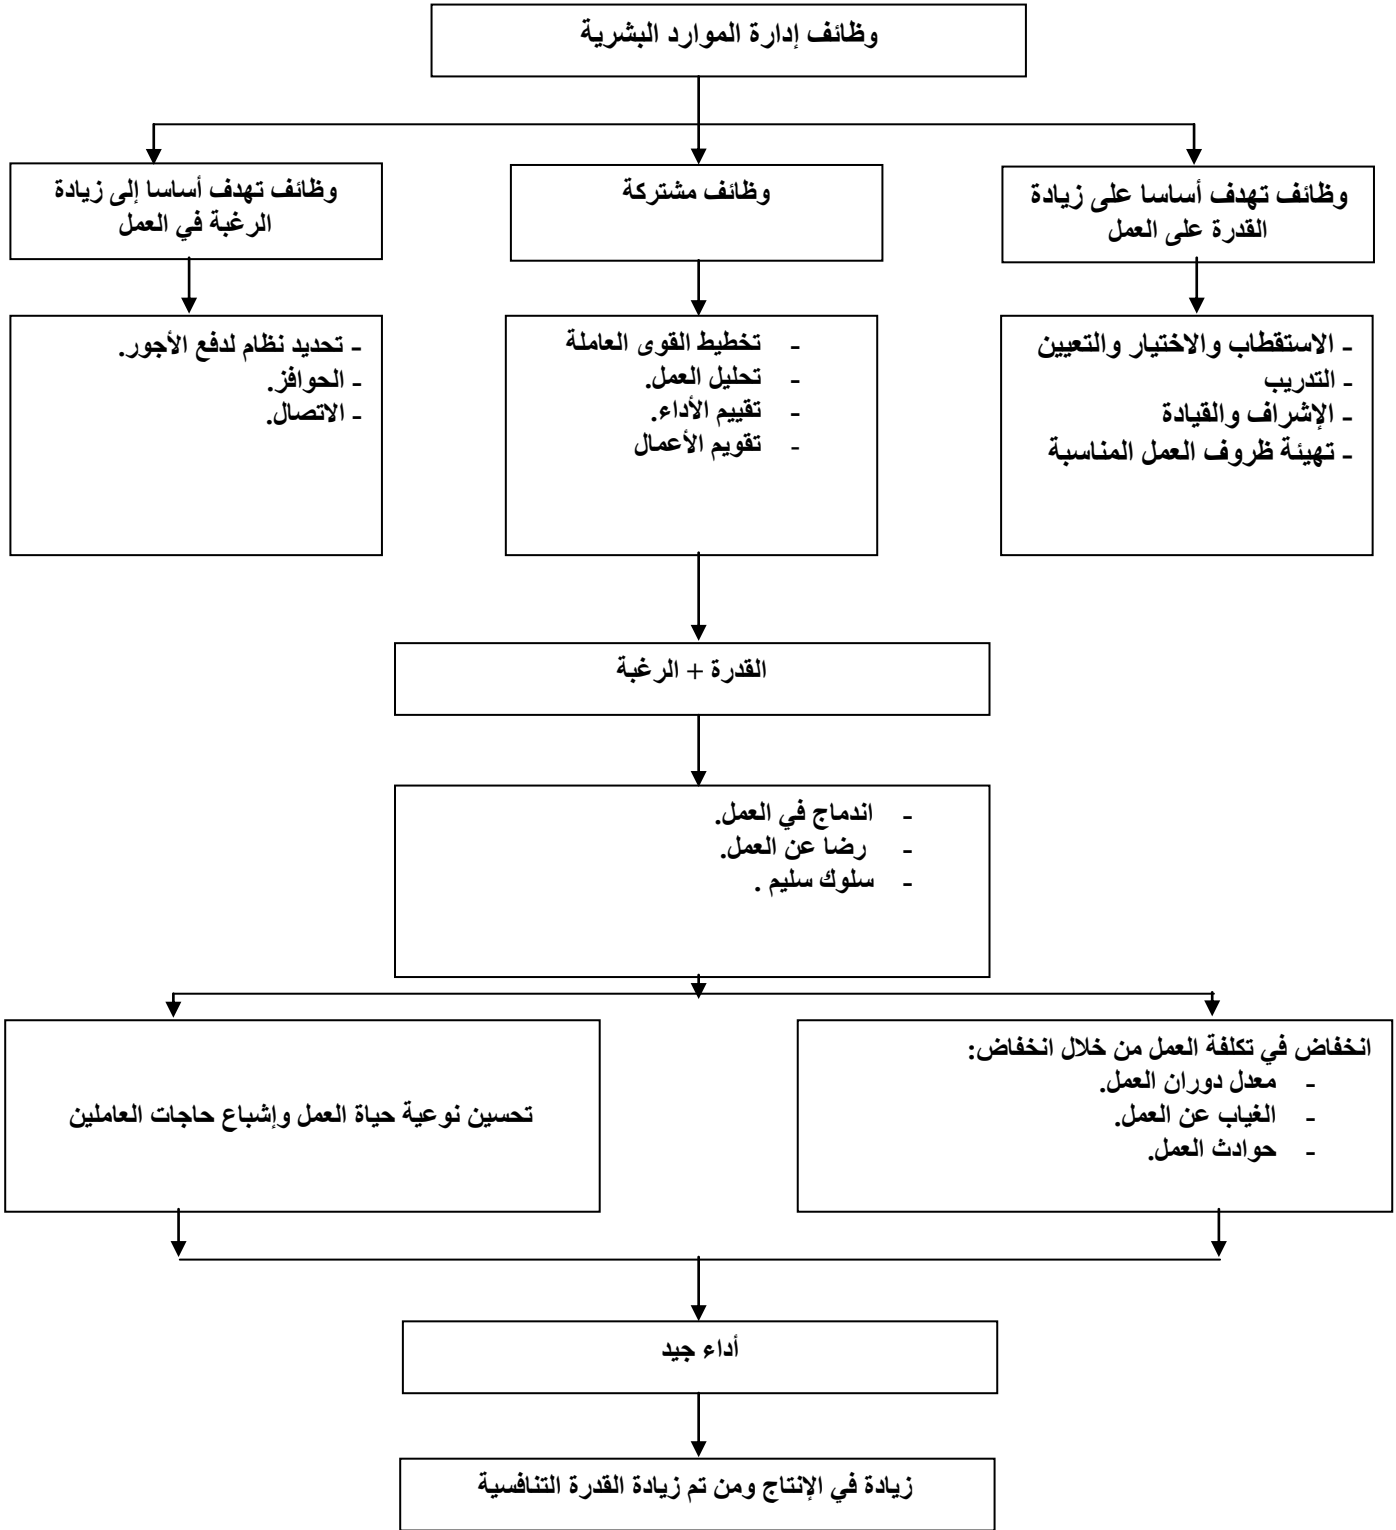 وظائف إدارة الموارد البشرية
وظائف تهدف أساسا على زيادة
القدرة على العمل
وظائف مشتركة
وظائف تهدف أساسا إلى زيادة
الرغبة في العمل
- الاستقطاب والاختيار والتعيين
- التدريب
- الإشراف والقيادة
- تهيئة ظروف العمل المناسبة
- تخطيط القوى العاملة
- تحليل العمل.
- تقييم الأداء.
- تقويم الأعمال
- تحديد نظام لدفع الأجور.
- الحوافز.
- الاتصال.
القدرة + الرغبة
- اندماج في العمل.
- رضا عن العمل.
- سلوك سليم .
انخفاض في تكلفة العمل من خلال انخفاض:
- معدل دوران العمل.
- الغياب عن العمل.
- حوادث العمل.
تحسين نوعية حياة العمل وإشباع حاجات العاملين
أداء جيد
زيادة في الإنتاج ومن تم زيادة القدرة التنافسية